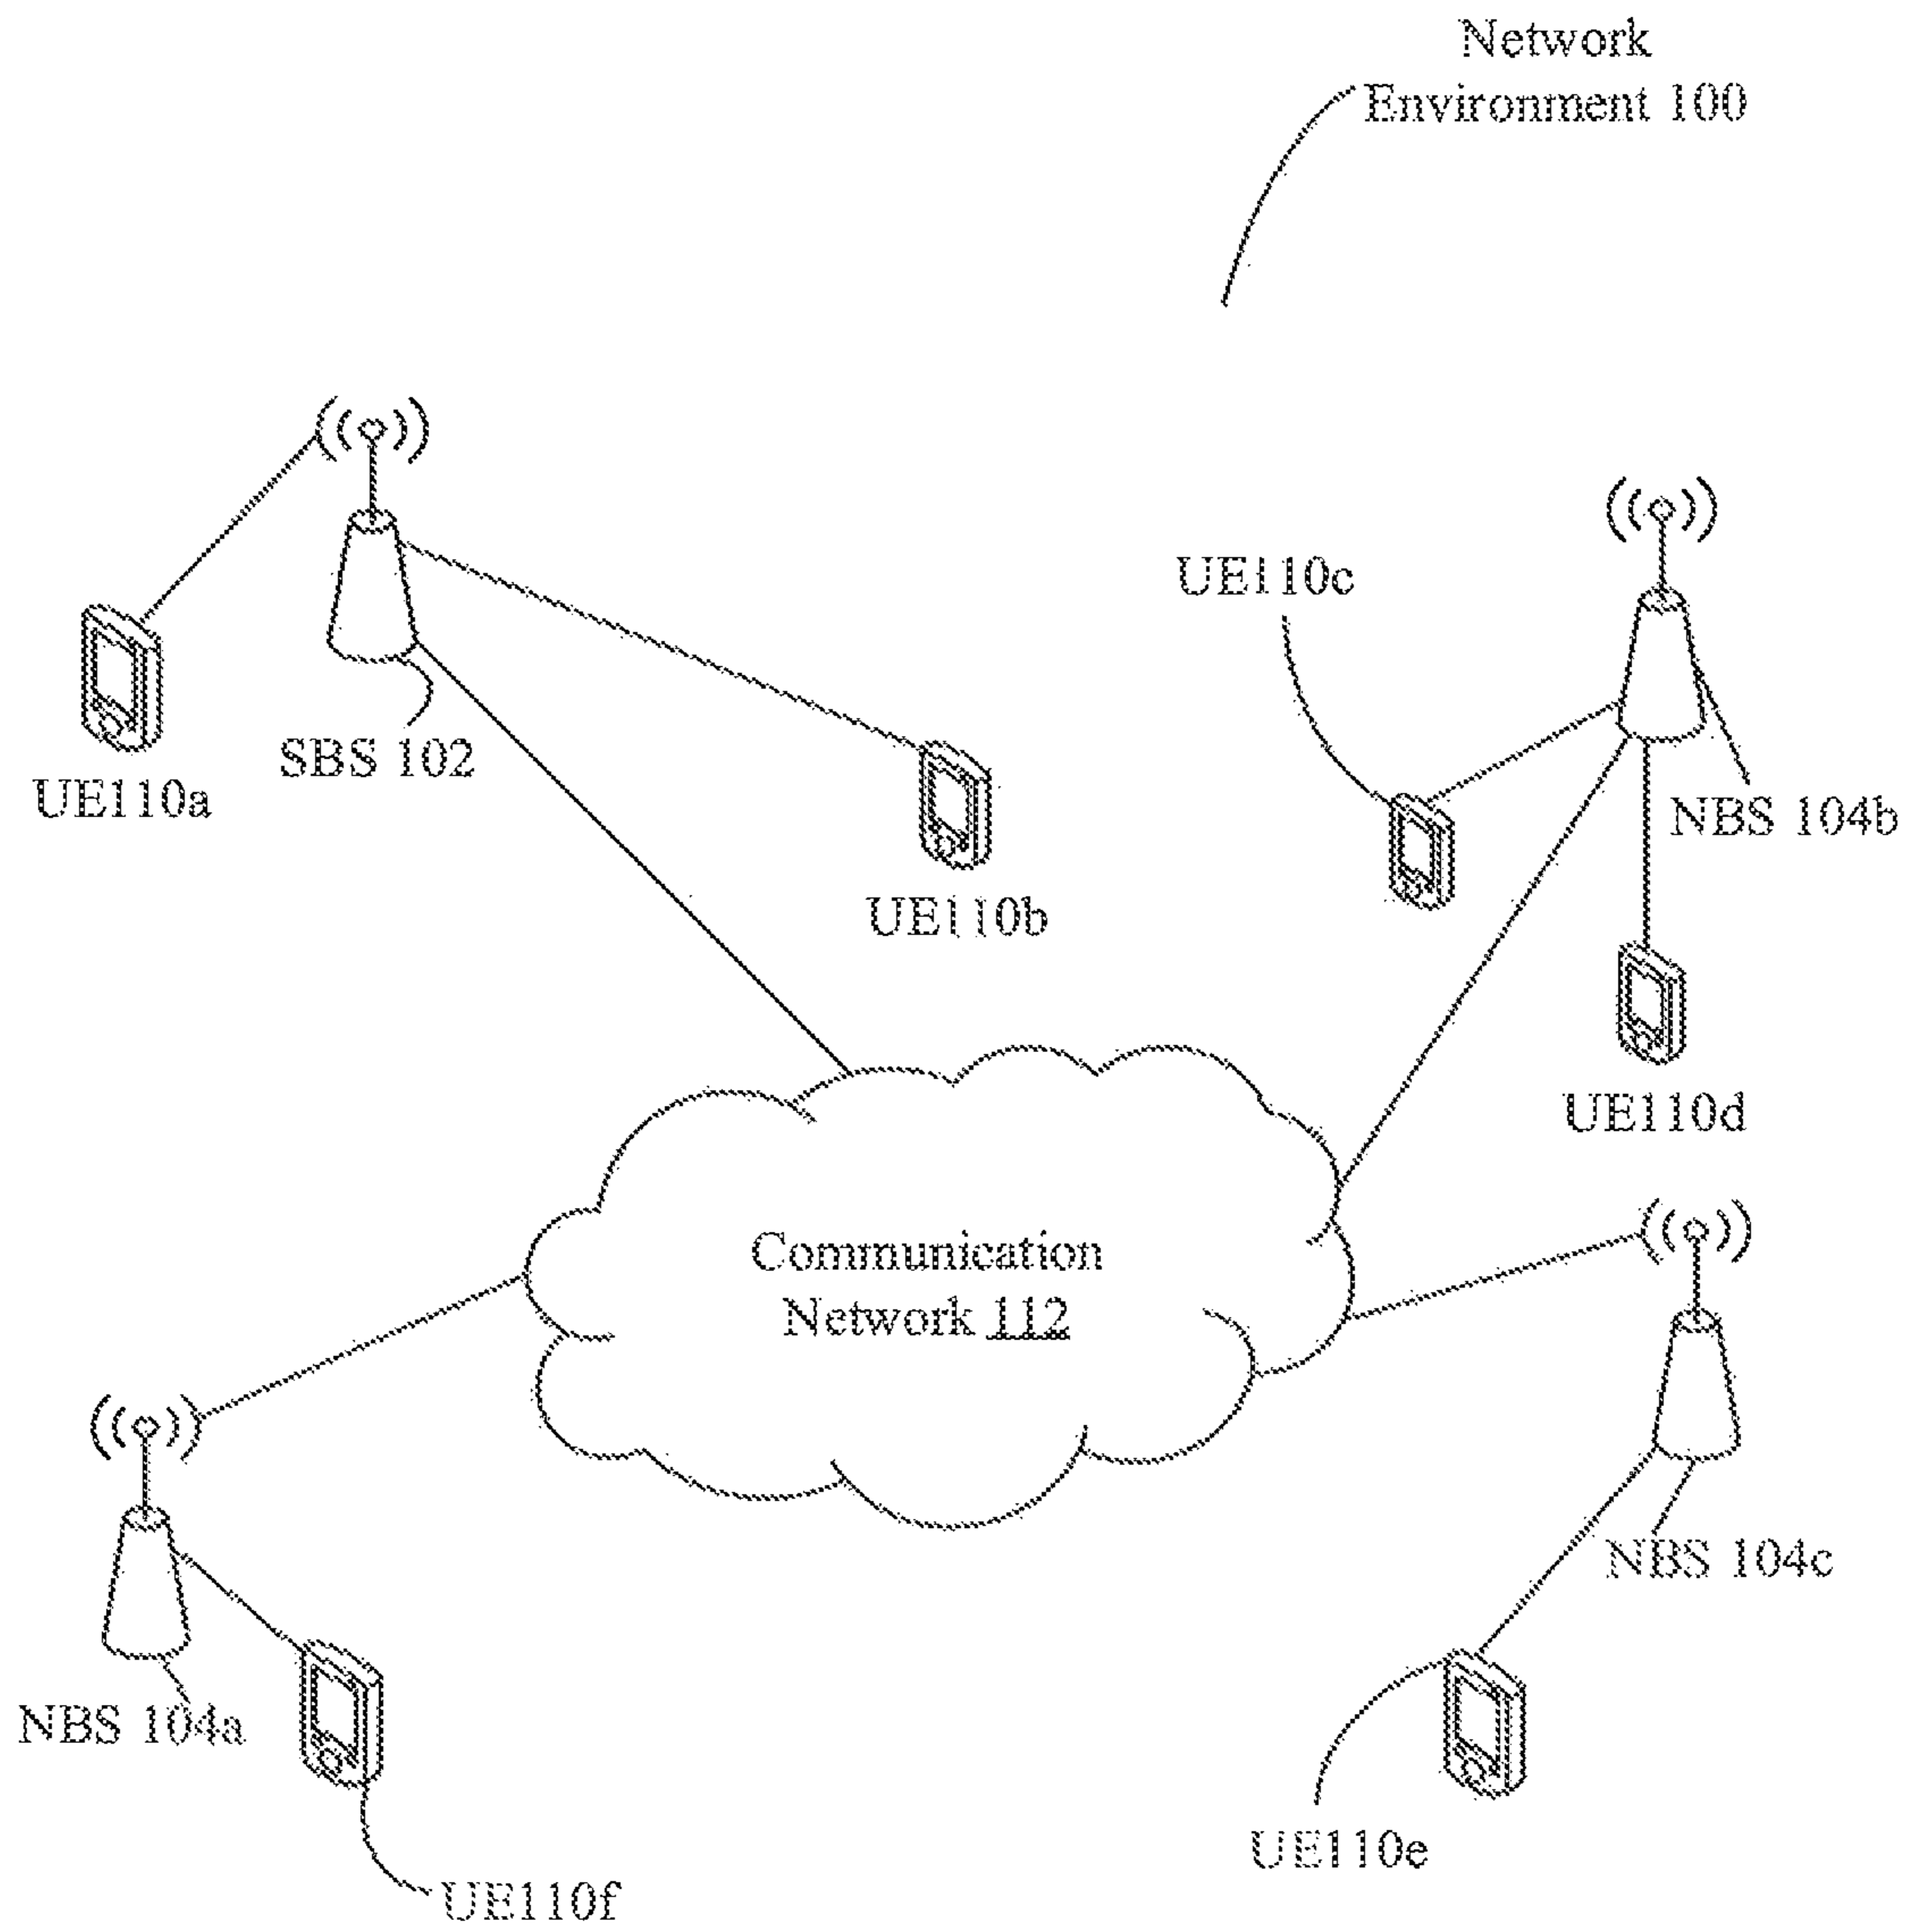 Network
Environment 100
UE110c
SBS 102
UE110a
NBS 104b
UE110b
UE110d
Communication
Network 112
NBS 104c
NBS 104a
UE110e
UE110f